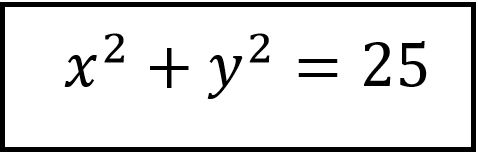 x² + y² = 25